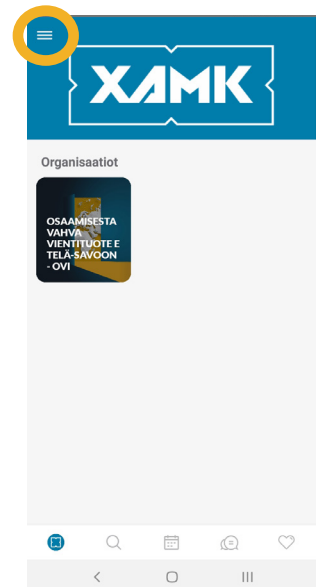 XAMK
Organisaatiot
OSAAMISESTA
VAHVA
VIENTITUOTE E
TELÄ-SAVOON
- OVI